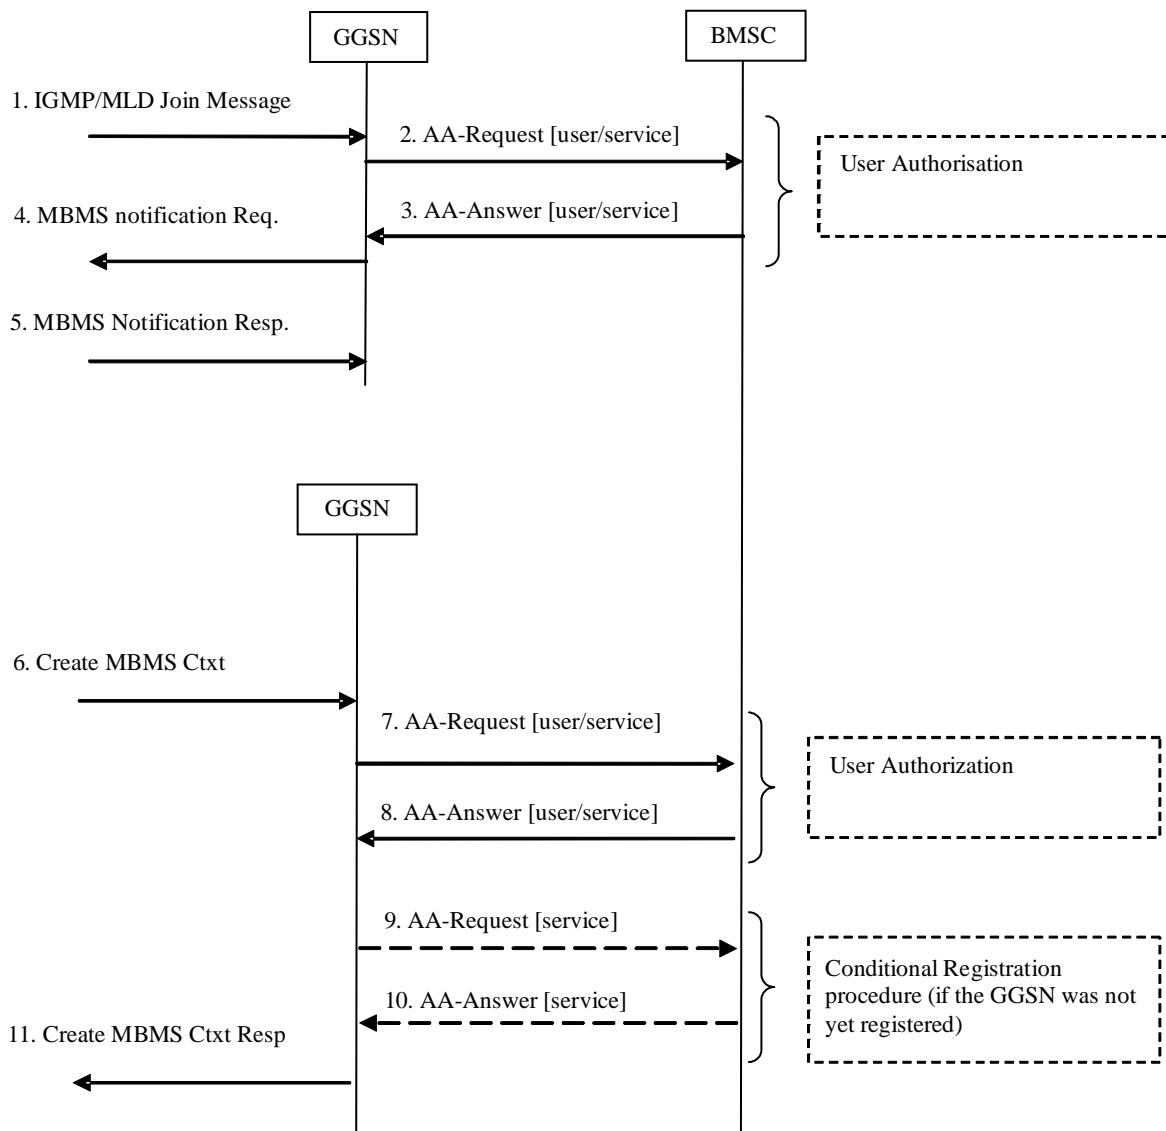 GGSN
BMSC
1. IGMP/MLD Join Message
2. AA-Request [user/service]
User Authorisation
3. AA-Answer [user/service]
4. MBMS notification Req.
5. MBMS Notification Resp.
GGSN
6. Create MBMS Ctxt
7. AA-Request [user/service]
User Authorization
8. AA-Answer [user/service]
9. AA-Request [service]
Conditional Registration
procedure (if the GGSN was not
yet registered)
10. AA-Answer [service]
11. Create MBMS Ctxt Resp